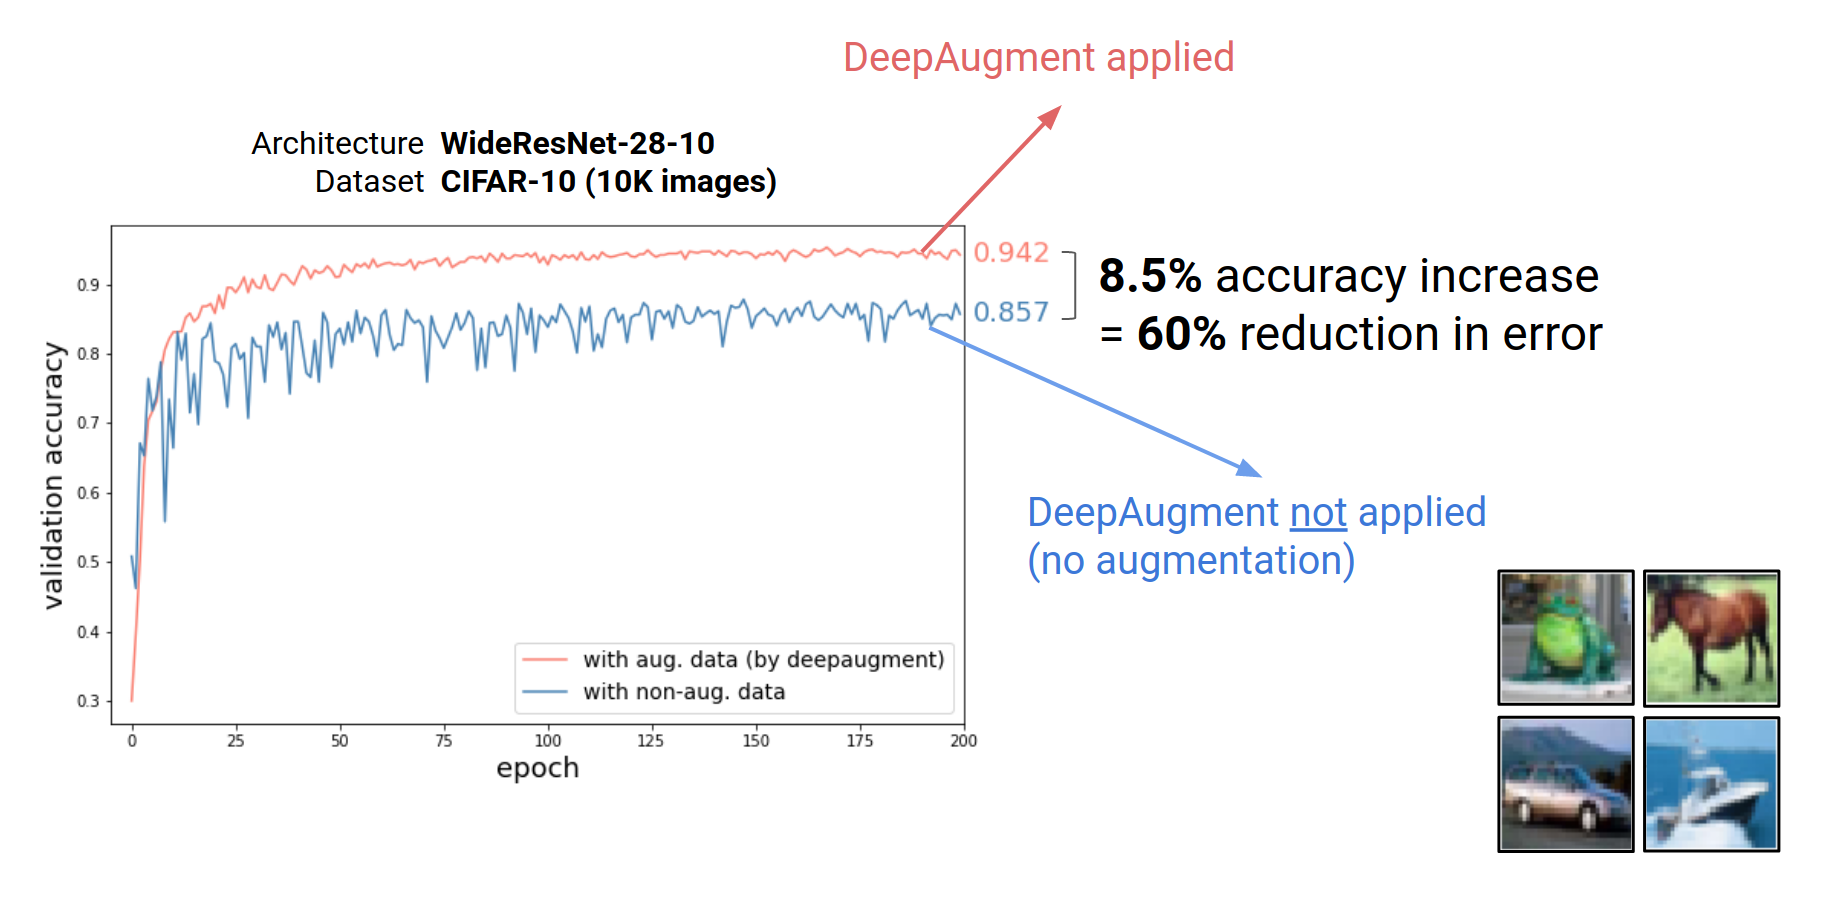 DeepAugment applied
Architecture WideResNet-28-10
Dataset CIFAR-10 (10K images)
0.942
0.857
8.5% accuracy increase
= 60% reduction in error
DeepAugment not applied
(no augmentation)
validation accuracy
0.9
0.8
0.7
0.6
0.5
0.4
0.3
with aug. data (by deepaugment)
with non-aug. data
0 25 50 75 100 125 150 175 200
epoch